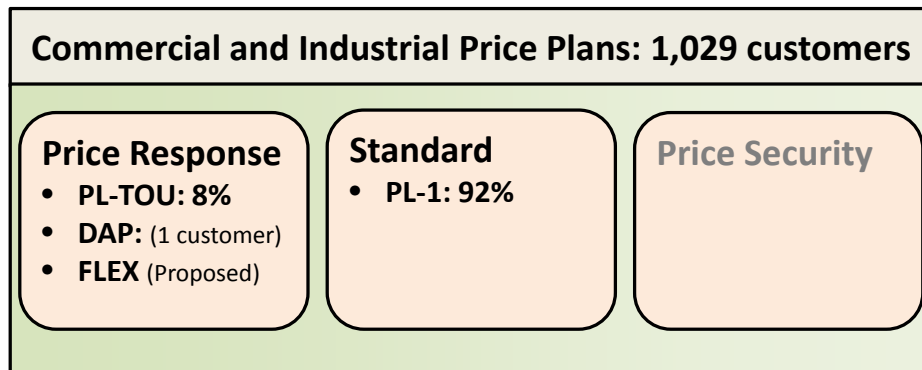 Commercial and Industrial Price Plans: 1,029 customers
Price Response
• PL-TOU: 8%
• DAP: (1 customer)
• FLEX (Proposed)
Standard
• PL-1: 92%
Price Security